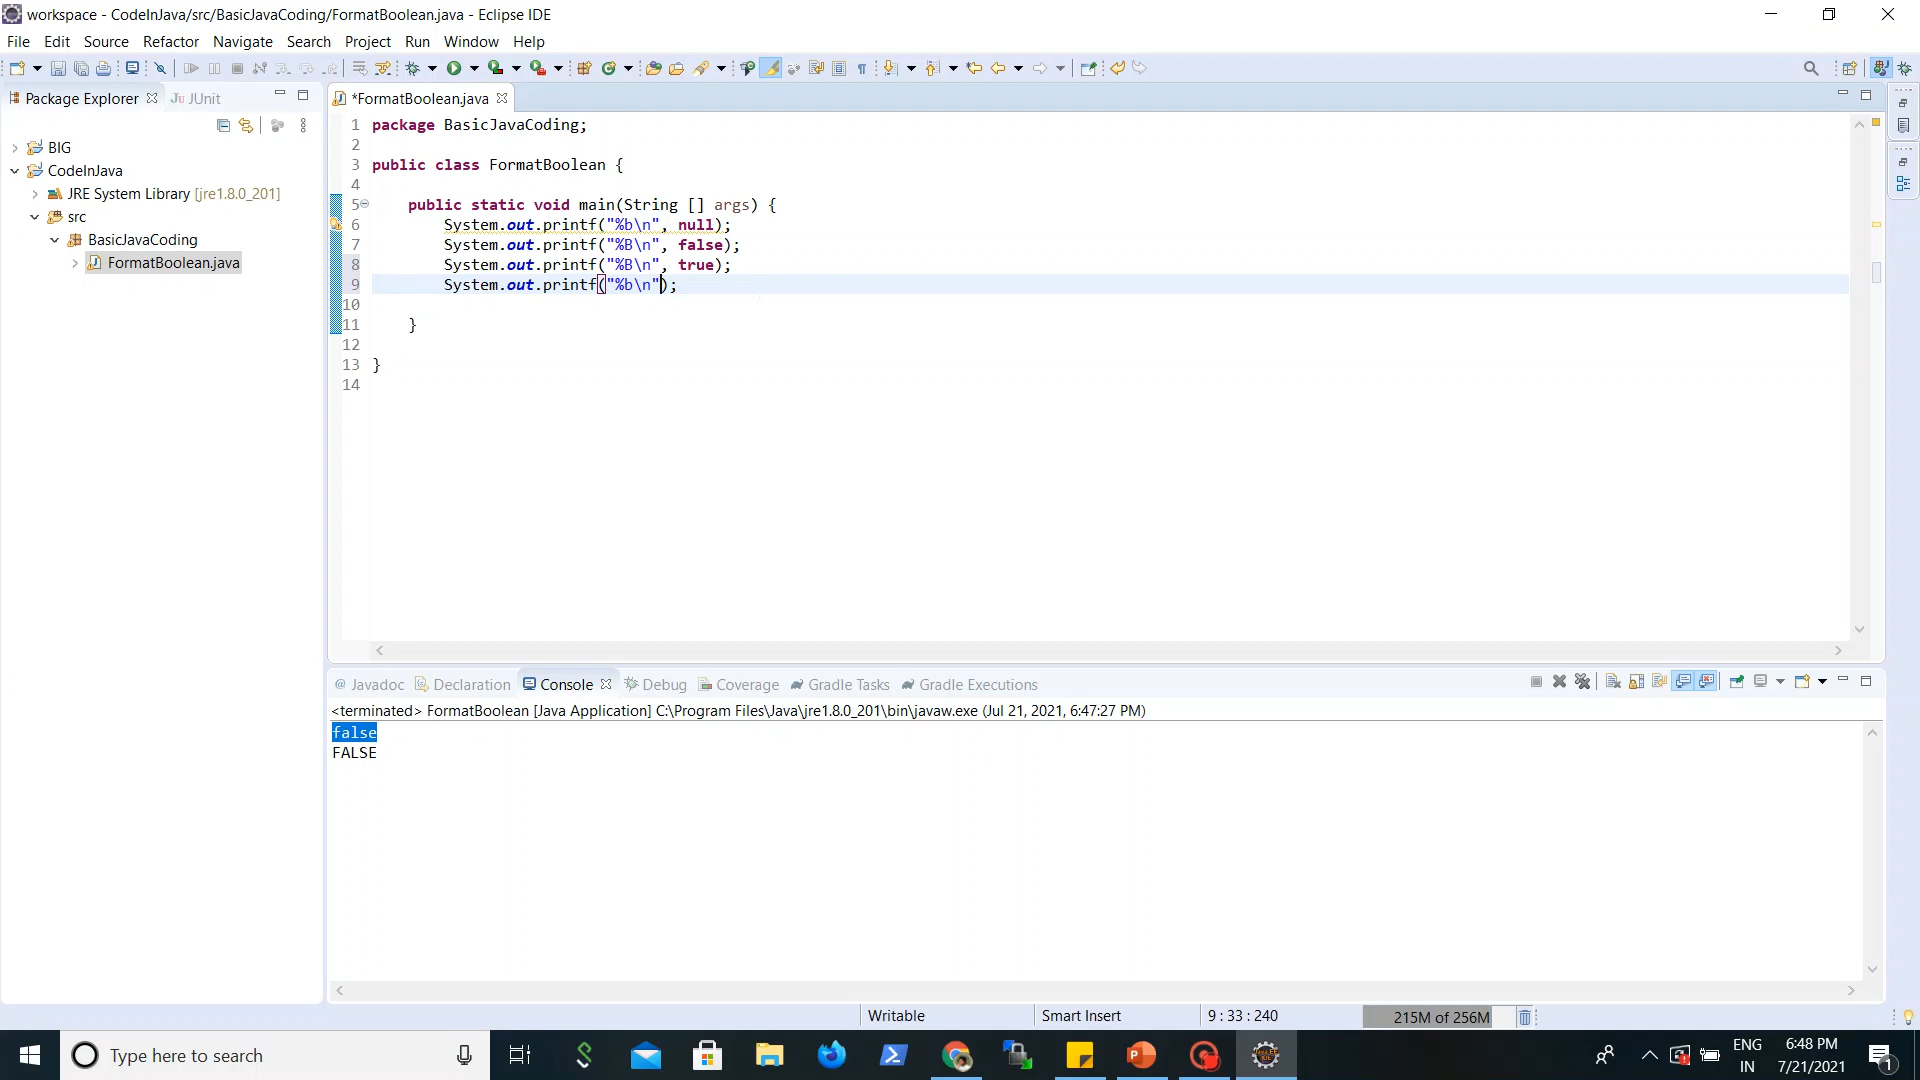 workspace - CodeInJava/src/BasicJavaCoding/FormatBoolean.java - Eclipse IDE
File Edit Source Refactor Navigate Search Project Run Window Help
Package Explorer JUnit
*FormatBoolean.java
BIG
CodeInJava
JRE System Library [jre1.8.0_201]
src
BasicJavaCoding
FormatBoolean.java
1 package BasicJavaCoding;
2
3 public class FormatBoolean {
4
5 public static void main(String [] args) {
6 System.out.printf("%b\n", null);
7 System.out.printf("%B\n", false);
8 System.out.printf("%B\n", true);
9 System.out.printf("%b\n");
10
11 }
12
13 }
14
@ Javadoc Declaration Console Debug Coverage Gradle Tasks Gradle Executions
<terminated> FormatBoolean [Java Application] C:\Program Files\Java\jre1.8.0_201\bin\javaw.exe (Jul 21, 2021, 6:47:27 PM)
false
FALSE
Writable Smart Insert 9 : 33 : 240 215M of 256M
Type here to search
ENG
IN
6:48 PM
7/21/2021
1